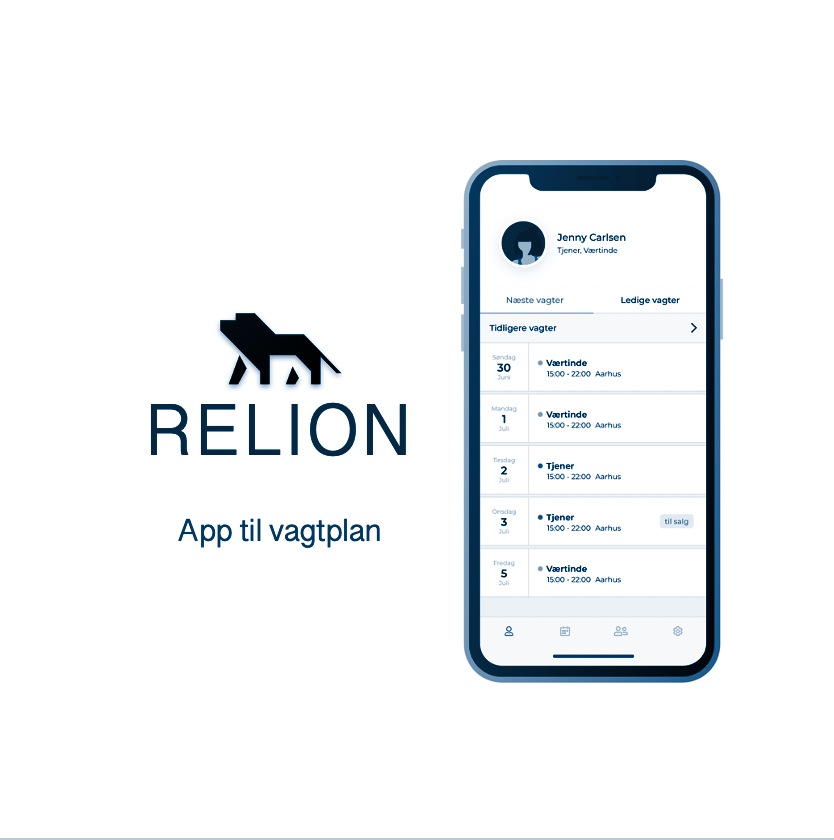 RELION
App til vagtplan
Jenny Carlsen
Tjener, Værtinde
Næste vagter
Ledige vagter
Tidligere vagter
Søndag
30
Juni
Værtinde
15:00 - 22:00 Aarhus
Mandag
1
Juli
Værtinde
15:00 - 22:00 Aarhus
Tirsdag
2
Juli
Tjener
15:00 - 22:00 Aarhus
Onsdag
3
Juli
Tjener
15:00 - 22:00 Aarhus
til salg
Fredag
5
Juli
Værtinde
15:00 - 22:00 Aarhus